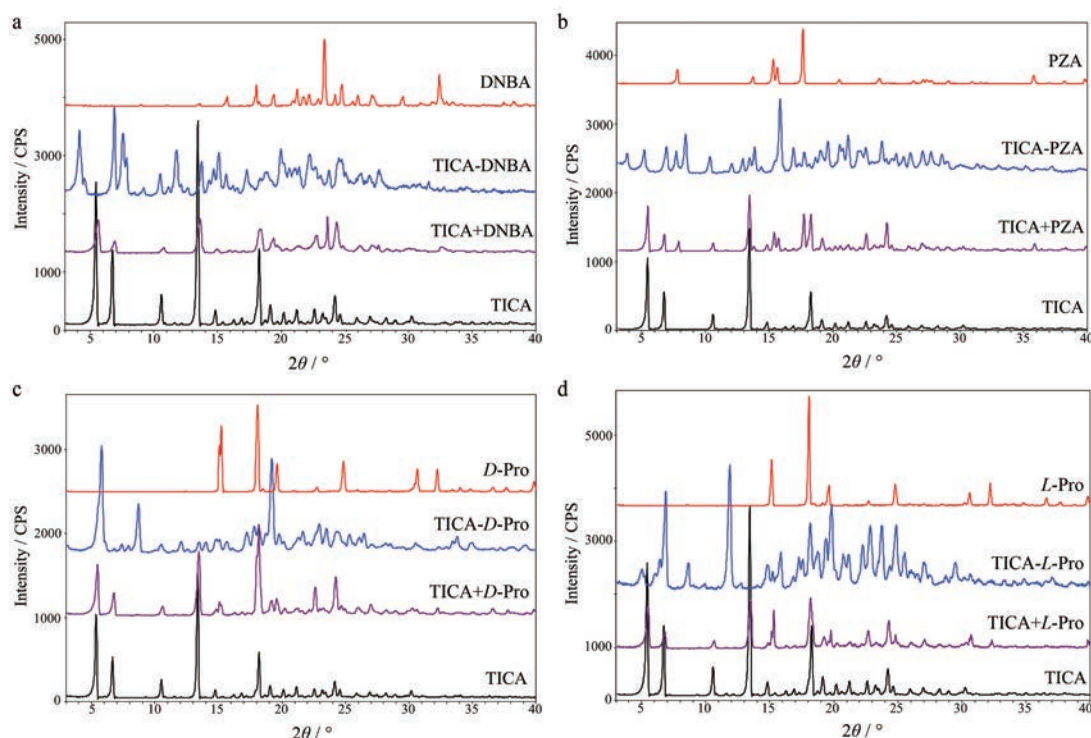 a
5000
3000
1000
0
Intensity / CPS
DNBA
TICA-DNBA
TICA+DNBA
TICA
5 10 15 20 25 30 35 40
2θ / °
b
4000
3000
2000
1000
0
Intensity / CPS
PZA
TICA-PZA
TICA+PZA
TICA
5 10 15 20 25 30 35 40
2θ / °
c
3000
2000
1000
0
Intensity / CPS
D-Pro
TICA-D-Pro
TICA+D-Pro
TICA
5 10 15 20 25 30 35 40
2θ / °
d
5000
3000
1000
0
Intensity / CPS
L-Pro
TICA-L-Pro
TICA+L-Pro
TICA
5 10 15 20 25 30 35 40
2θ / °